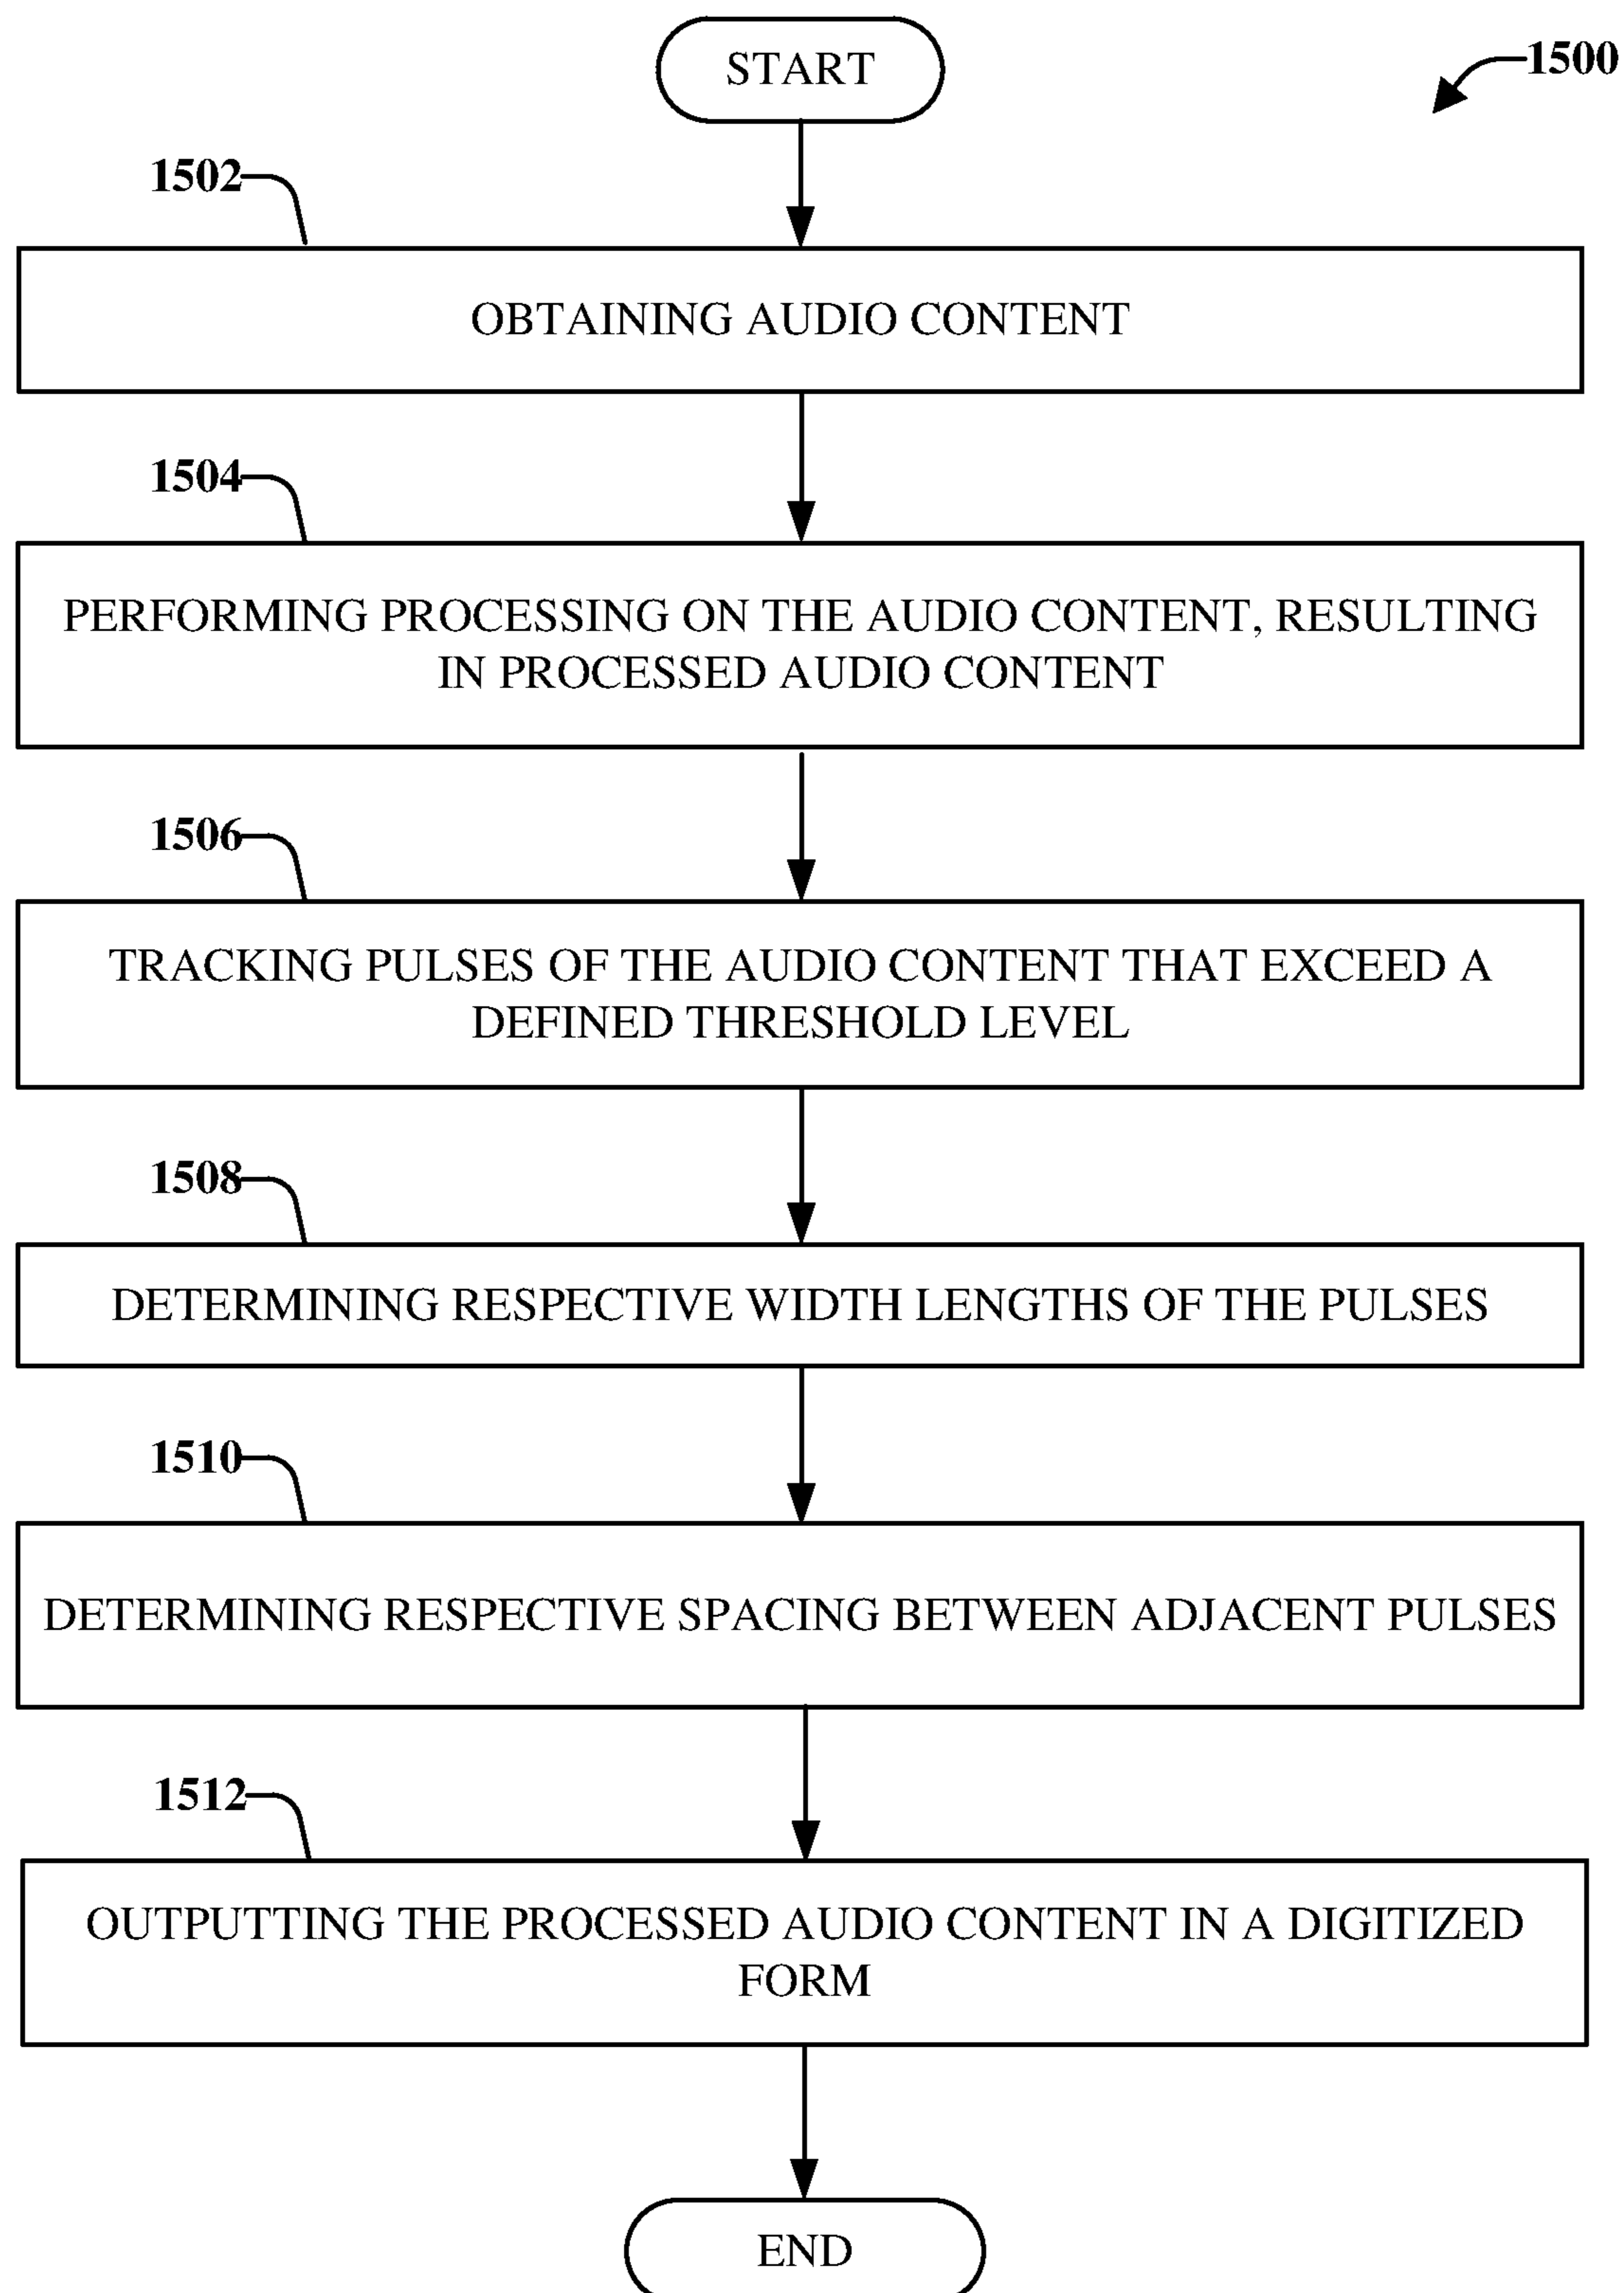 START
1500
1502
OBTAINING AUDIO CONTENT
1504
PERFORMING PROCESSING ON THE AUDIO CONTENT, RESULTING
IN PROCESSED AUDIO CONTENT
1506
TRACKING PULSES OF THE AUDIO CONTENT THAT EXCEED A
DEFINED THRESHOLD LEVEL
1508
DETERMINING RESPECTIVE WIDTH LENGTHS OF THE PULSES
1510
DETERMINING RESPECTIVE SPACING BETWEEN ADJACENT PULSES
1512
OUTPUTTING THE PROCESSED AUDIO CONTENT IN A DIGITIZED
FORM
END